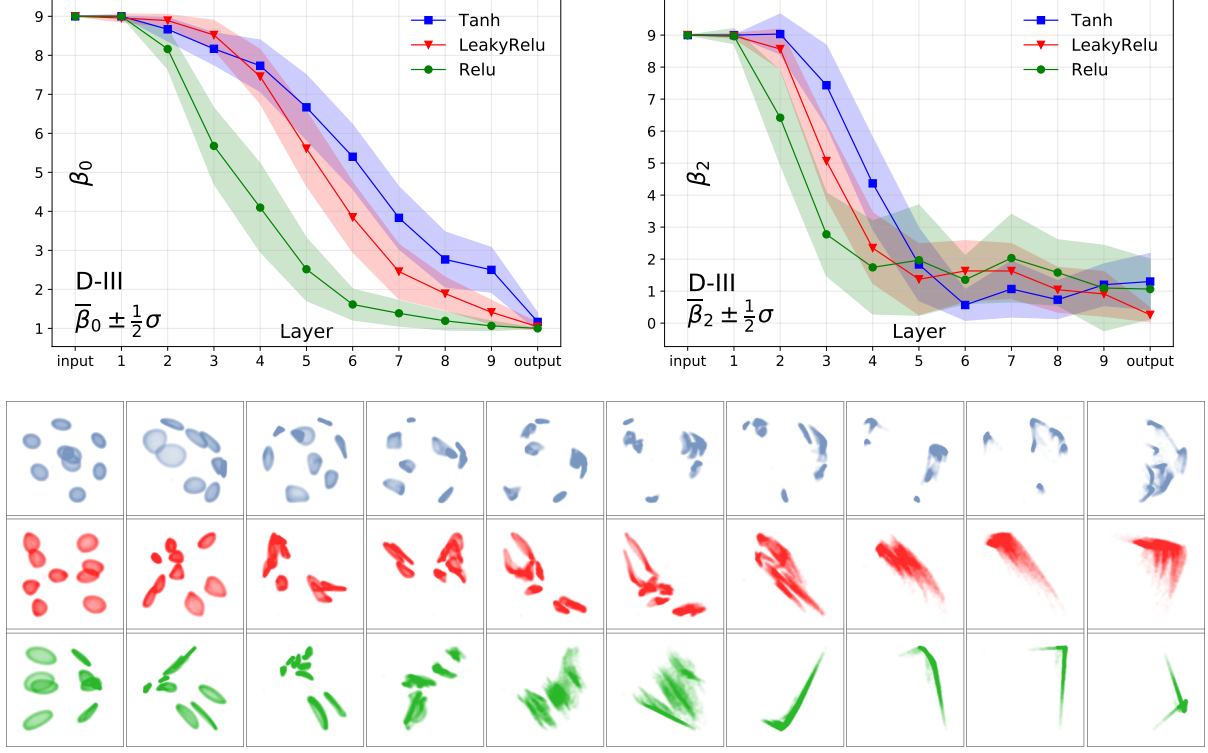 9
8
7
6
5
4
3
2
1
β₀
Tanh
LeakyRelu
Relu
D-III
β̅₀ ± ½σ
Layer
input 1 2 3 4 5 6 7 8 9 output
9
8
7
6
5
4
3
2
1
0
β₂
Tanh
LeakyRelu
Relu
D-III
β̅₂ ± ½σ
Layer
input 1 2 3 4 5 6 7 8 9 output